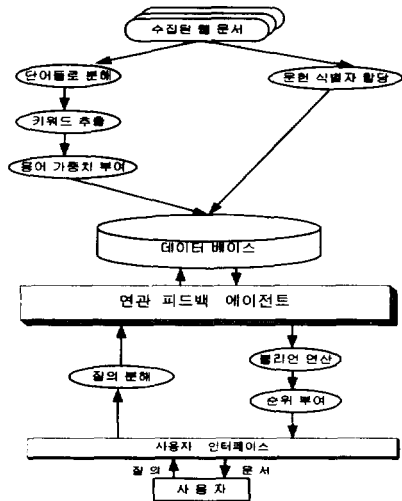 수집된 웹 문서
단어들로 분해
문헌 식별자 할당
키워드 추출
용어 가중치 부여
데이터 베이스
연관 피드백 에이전트
불리언 연산
질의 분해
순위 부여
사용자 인터페이스
질 의
문 서
사 용 자